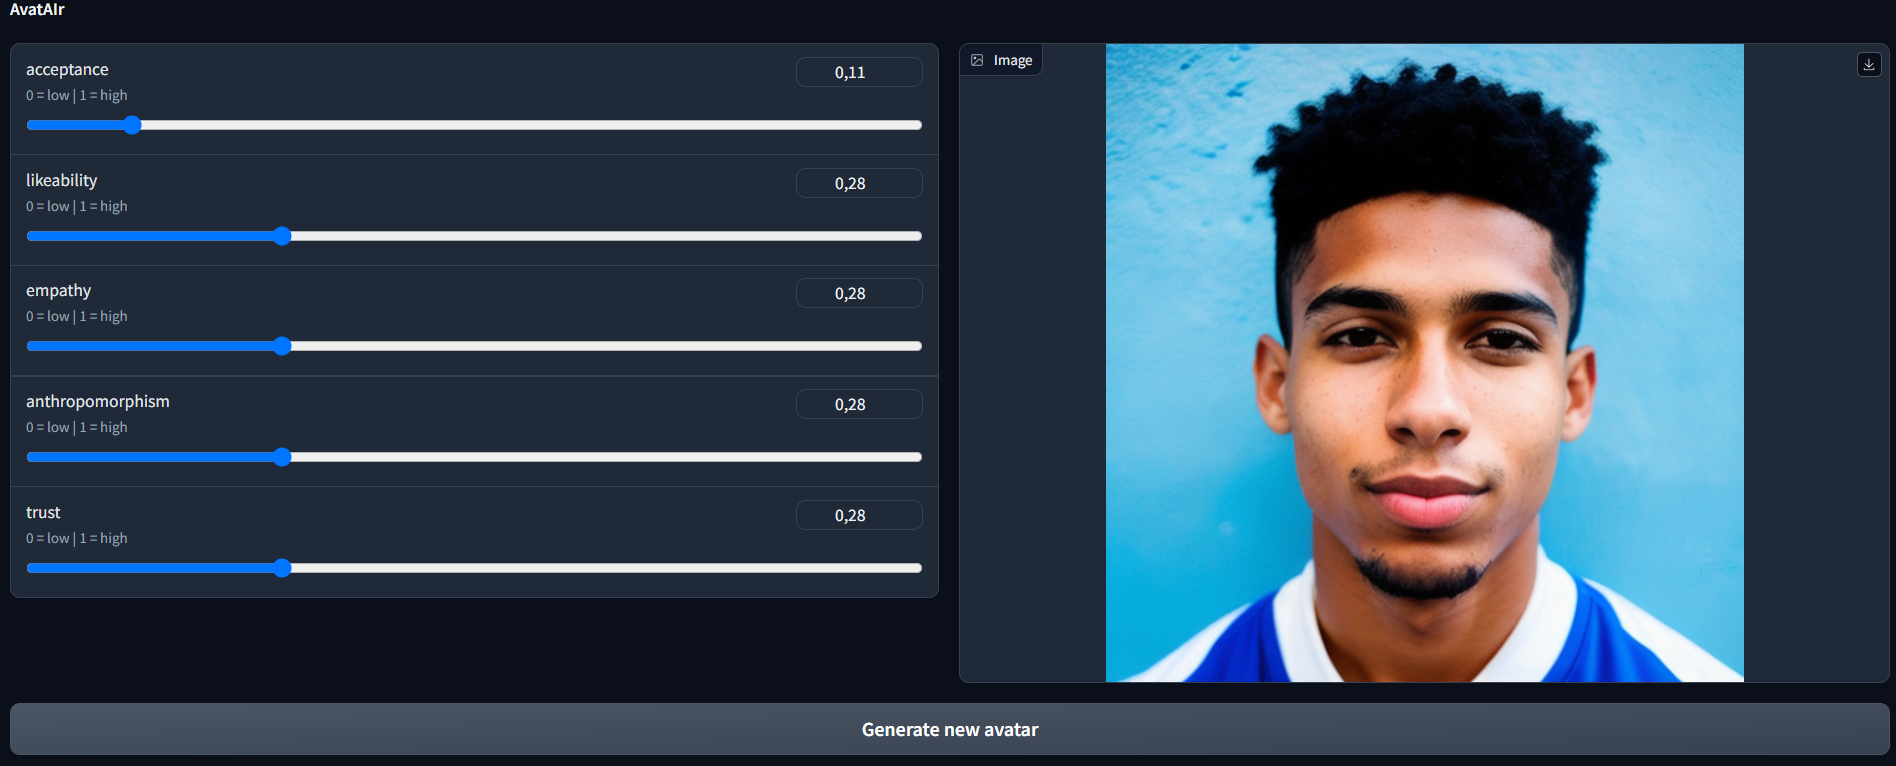 AvatAIr
acceptance
0,11
0 = low | 1 = high
likeability
0,28
0 = low | 1 = high
empathy
0,28
0 = low | 1 = high
anthropomorphism
0,28
0 = low | 1 = high
trust
0,28
0 = low | 1 = high
Image
Generate new avatar